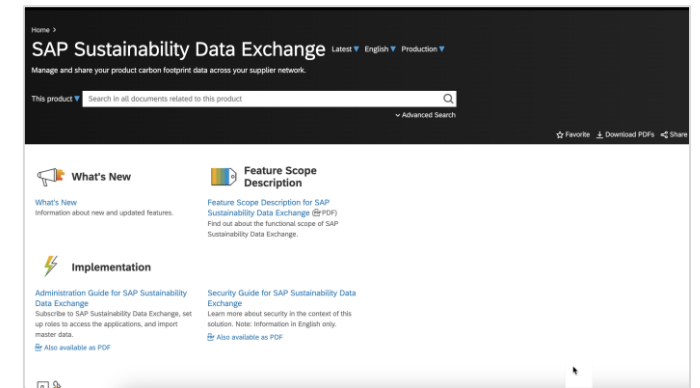 Home >
SAP Sustainability Data Exchange Latest English Production
Manage and share your product carbon footprint data across your supplier network.
This product Search in all documents related to this product
Advanced Search
Favorite Download PDFs Share
What's New
What's New
Information about new and updated features.
Feature Scope
Description
Feature Scope Description for SAP
Sustainability Data Exchange (PDF)
Find out about the functional scope of SAP
Sustainability Data Exchange.
Implementation
Administration Guide for SAP Sustainability
Data Exchange
Subscribe to SAP Sustainability Data Exchange, set
up roles to access the applications, and import
master data.
Also available as PDF
Security Guide for SAP Sustainability Data
Exchange
Learn more about security in the context of this
solution. Note: Information in English only.
Also available as PDF